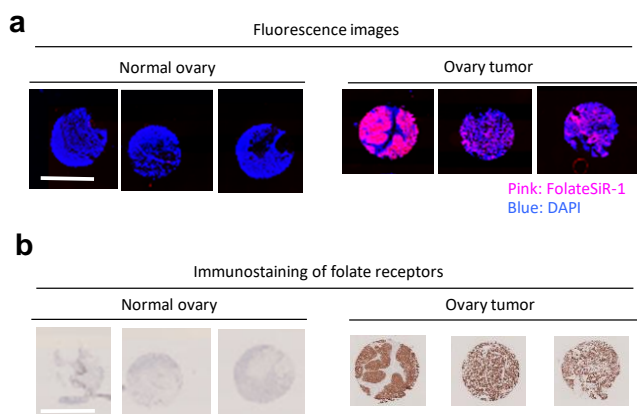 a
Fluorescence images
Normal ovary
Ovary tumor
Pink: FolateSiR-1
Blue: DAPI
b
Immunostaining of folate receptors
Normal ovary
Ovary tumor